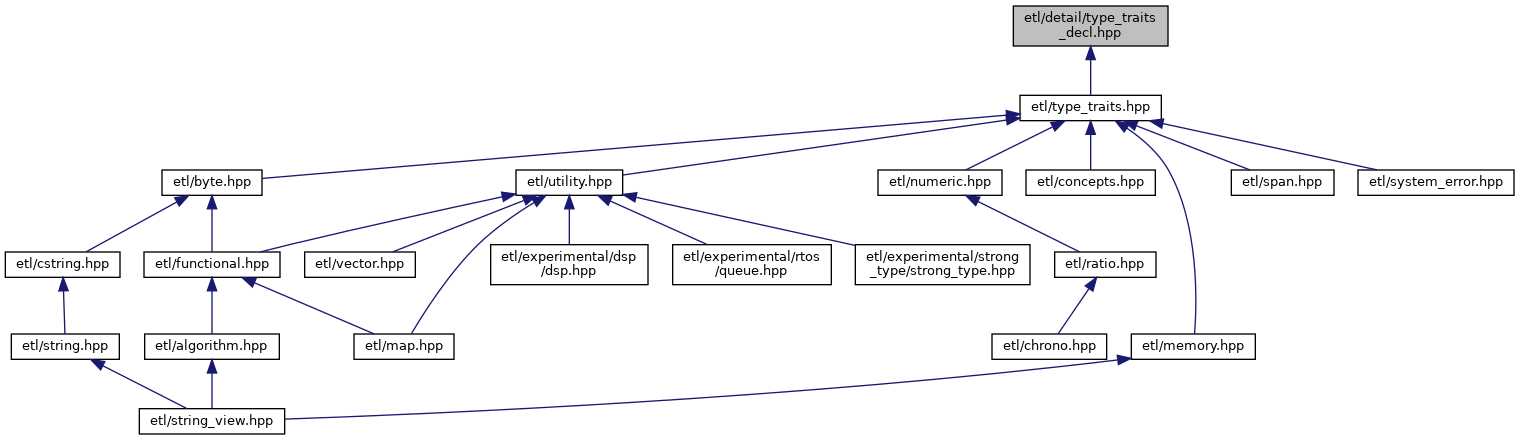 etl/detail/type_traits
_decl.hpp
etl/type_traits.hpp
etl/byte.hpp
etl/utility.hpp
etl/numeric.hpp
etl/concepts.hpp
etl/span.hpp
etl/system_error.hpp
etl/cstring.hpp
etl/functional.hpp
etl/vector.hpp
etl/experimental/dsp
/dsp.hpp
etl/experimental/rtos
/queue.hpp
etl/experimental/strong
_type/strong_type.hpp
etl/ratio.hpp
etl/string.hpp
etl/algorithm.hpp
etl/map.hpp
etl/chrono.hpp
etl/memory.hpp
etl/string_view.hpp